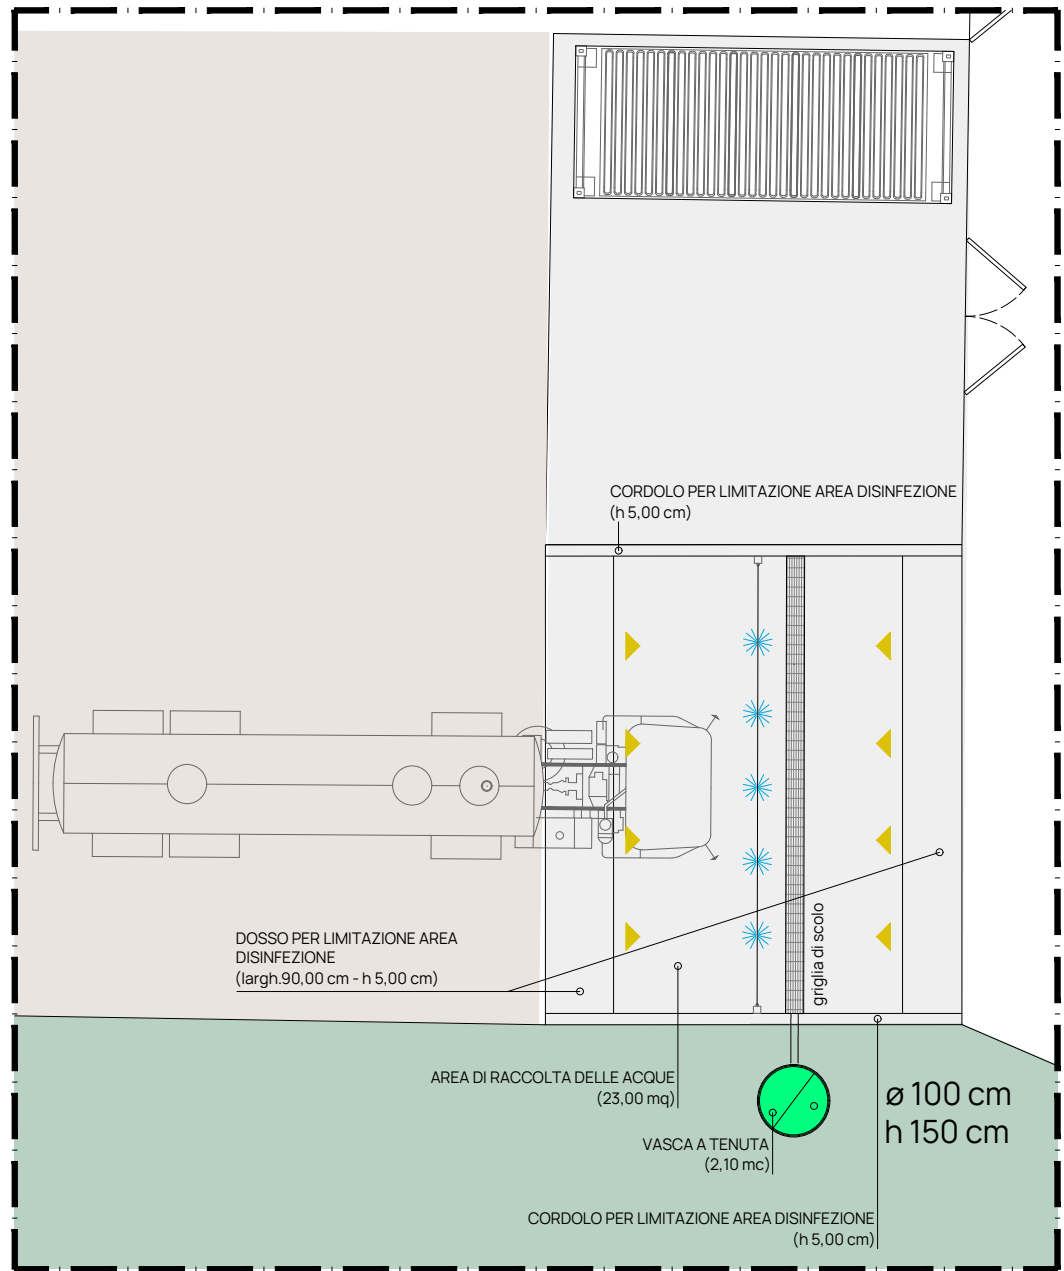 CORDOLO PER LIMITAZIONE AREA DISINFEZIONE
(h 5,00 cm)
griglia di scolo
DOSSO PER LIMITAZIONE AREA
DISINFEZIONE
(largh.90,00 cm - h 5,00 cm)
AREA DI RACCOLTA DELLE ACQUE
(23,00 mq)
ø 100 cm
h 150 cm
VASCA A TENUTA
(2,10 mc)
CORDOLO PER LIMITAZIONE AREA DISINFEZIONE
(h 5,00 cm)